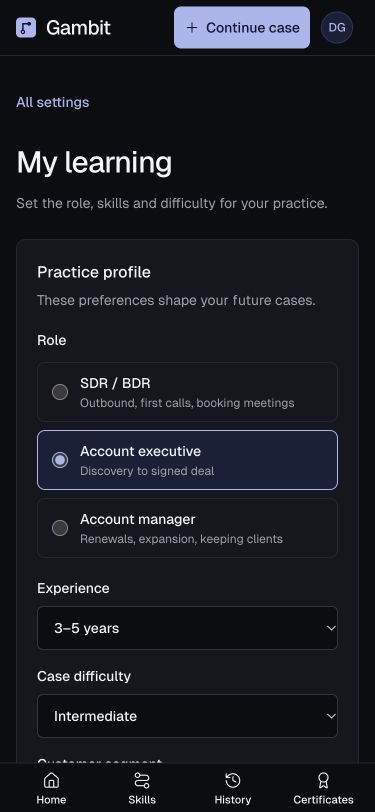 Gambit
+ Continue case
DG
All settings
My learning
Set the role, skills and difficulty for your practice.
Practice profile
These preferences shape your future cases.
Role
SDR / BDR
Outbound, first calls, booking meetings
Account executive
Discovery to signed deal
Account manager
Renewals, expansion, keeping clients
Experience
3–5 years
Case difficulty
Intermediate
Customer segment
Home
Skills
History
Certificates